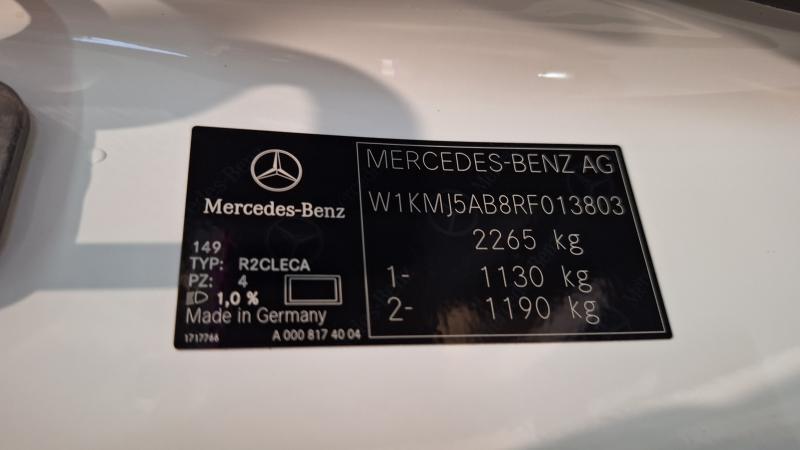 Mercedes-Benz
149
TYP: R2CLECA
PZ: 4
1,0 %
Made in Germany
1717766 A 000 817 40 04
MERCEDES-BENZ AG
W1KMJ5AB8RF013803
2265 kg
1- 1130 kg
2- 1190 kg